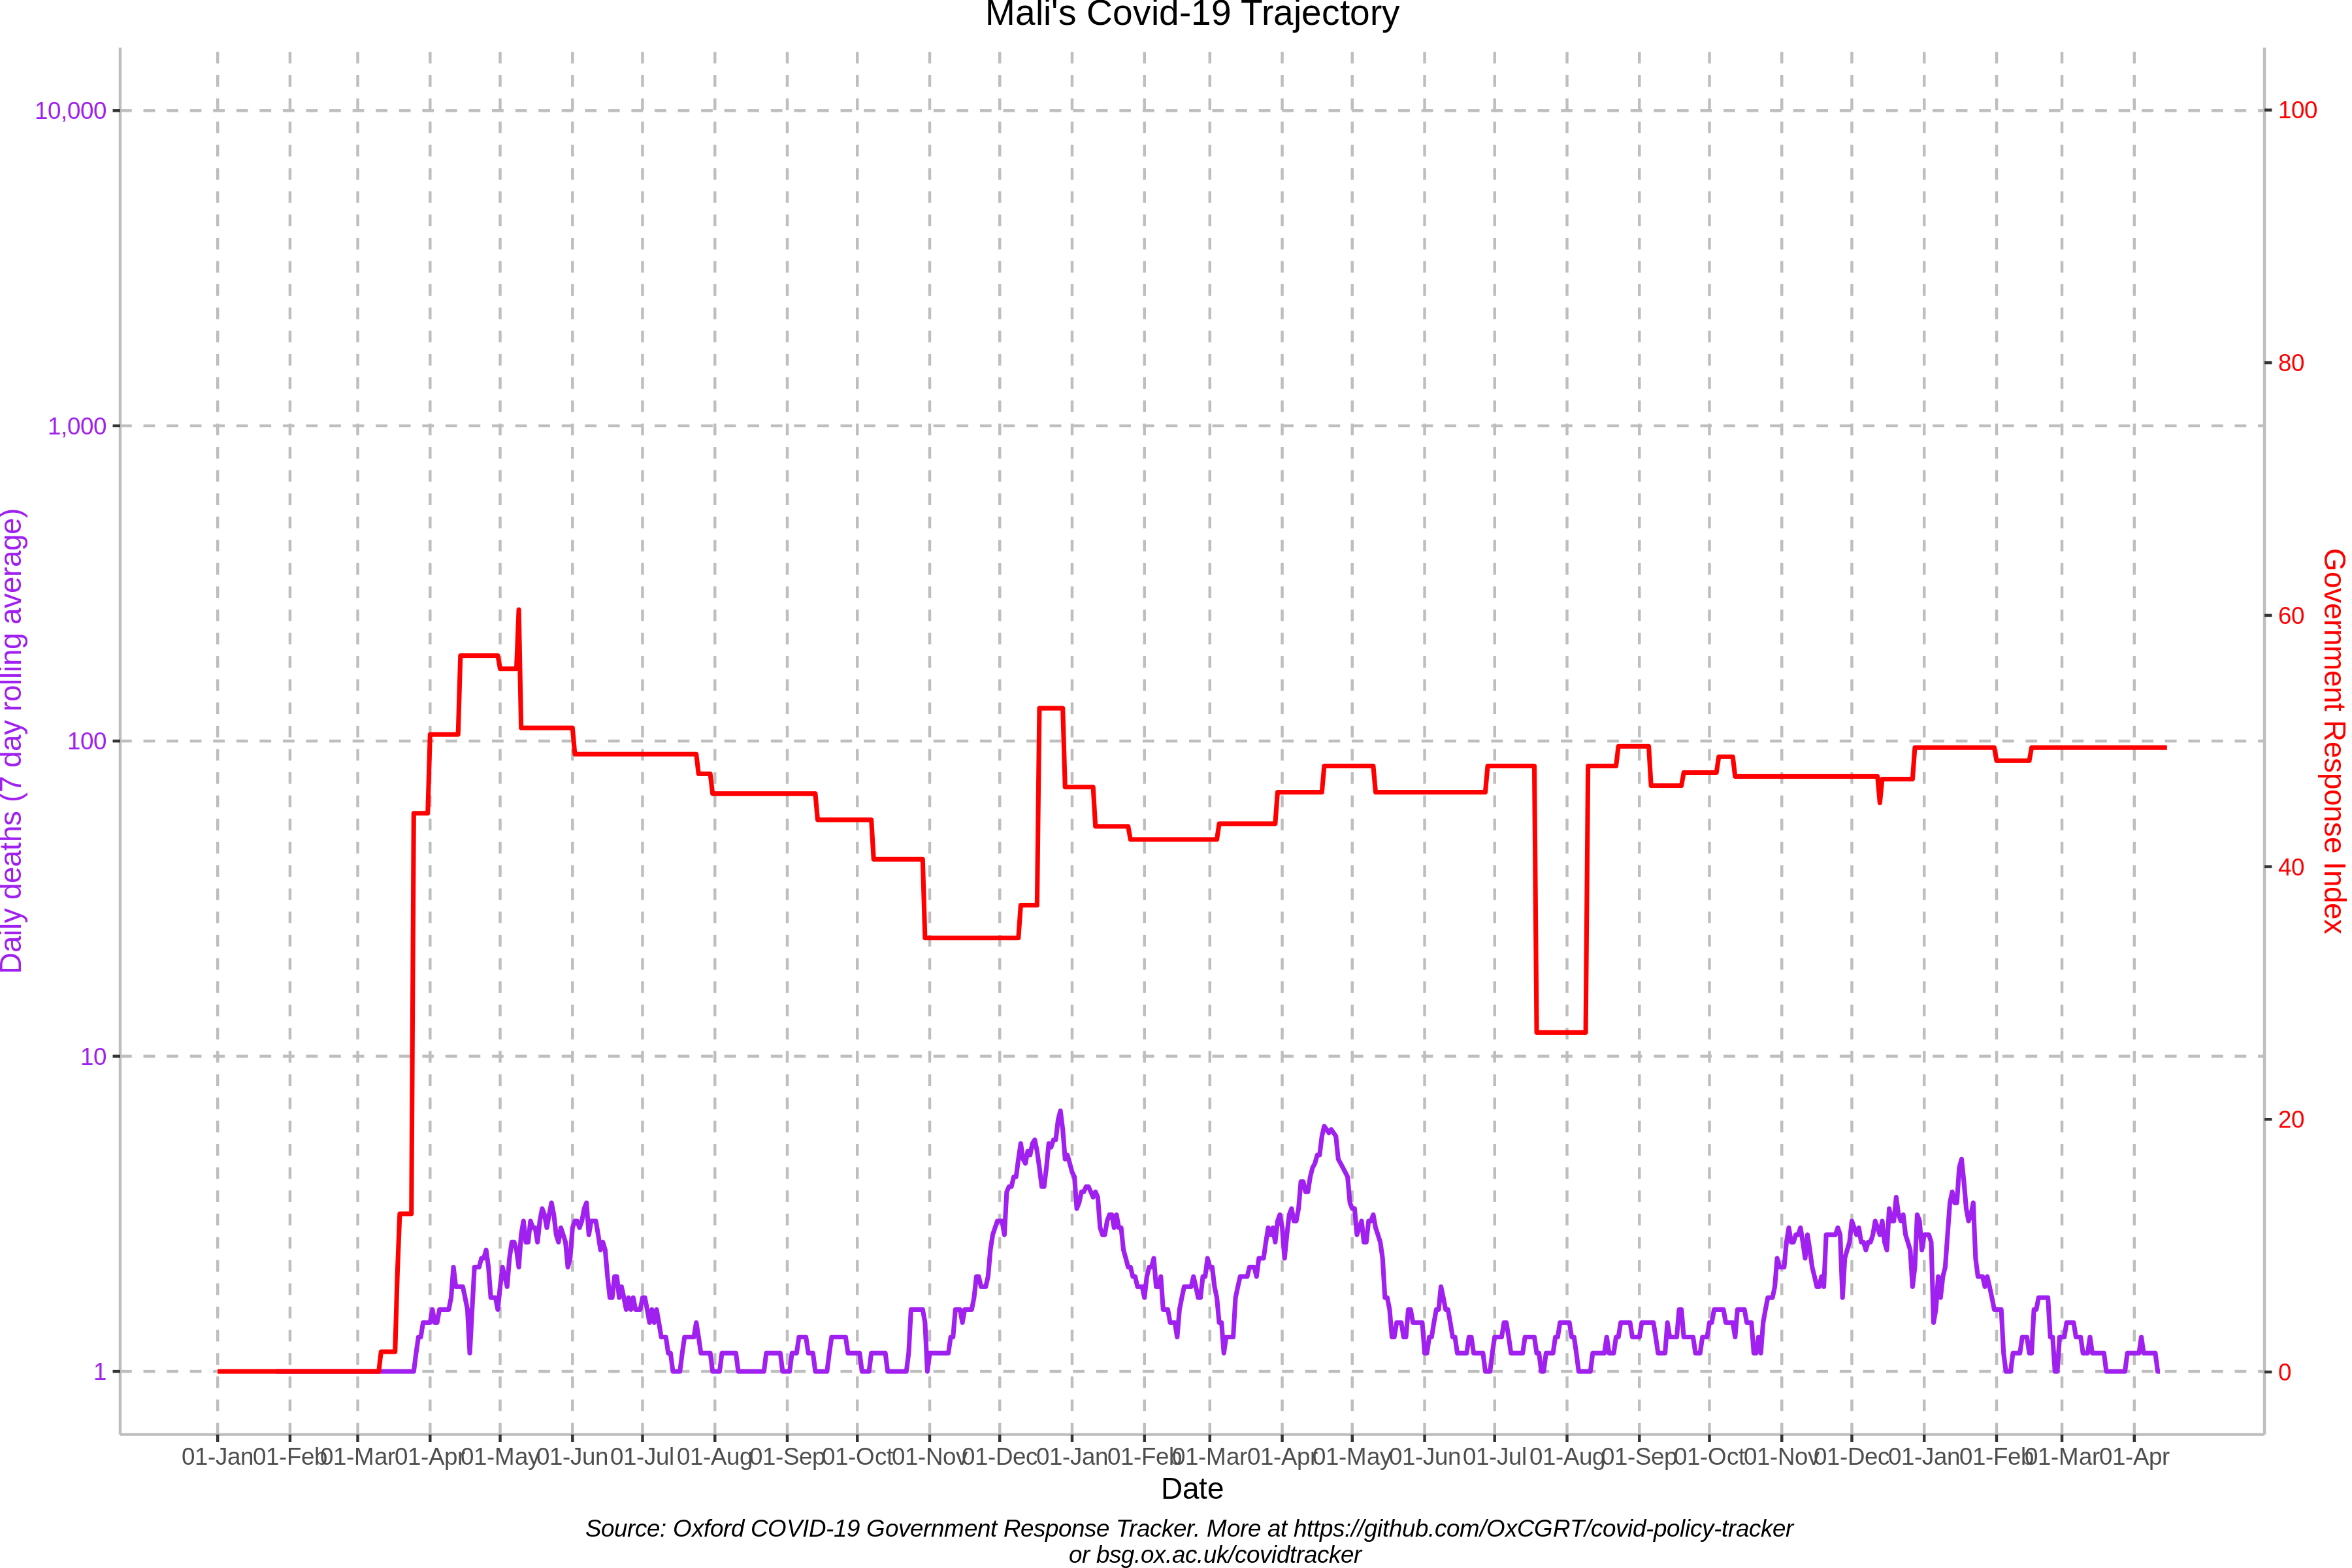 Mali's Covid-19 Trajectory
10,000
1,000
100
10
1
Daily deaths (7 day rolling average)
100
80
60
40
20
0
Government Response Index
01-Jan 01-Feb 01-Mar 01-Apr 01-May 01-Jun 01-Jul 01-Aug 01-Sep 01-Oct 01-Nov 01-Dec 01-Jan 01-Feb 01-Mar 01-Apr 01-May 01-Jun 01-Jul 01-Aug 01-Sep 01-Oct 01-Nov 01-Dec 01-Jan 01-Feb 01-Mar 01-Apr
Date
Source: Oxford COVID-19 Government Response Tracker. More at https://github.com/OxCGRT/covid-policy-tracker
or bsg.ox.ac.uk/covidtracker